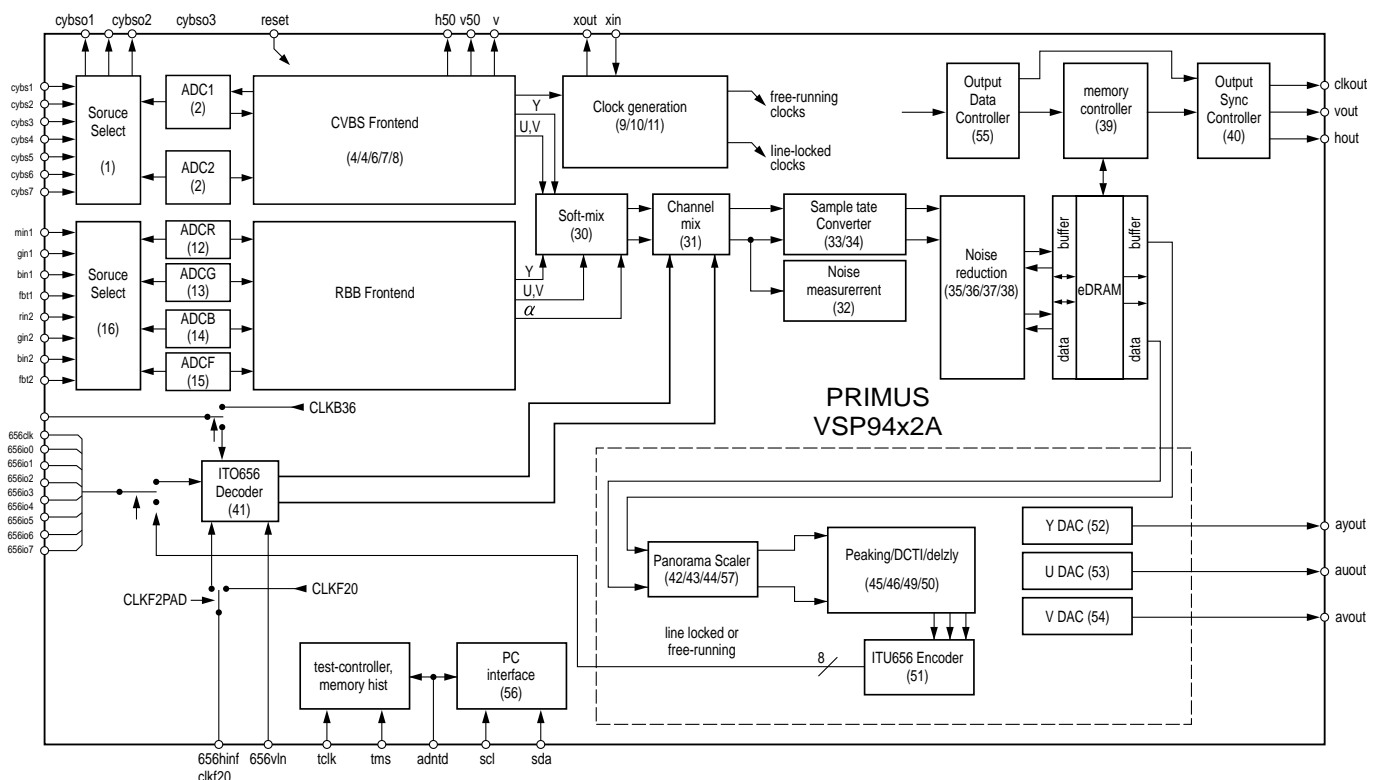 cybso1 cybso2 cybso3 reset h50 v50 v xout xin
cybs1
cybs2
cybs3
cybs4
cybs5
cybs6
cybs7
Soruce
Select
(1)
ADC1
(2)
ADC2
(2)
CVBS Frontend
(4/4/6/7/8)
Y
U,V
Clock generation
(9/10/11)
free-running
clocks
line-locked
clocks
Output
Data
Controller
(55)
memory
controller
(39)
Output
Sync
Controller
(40)
clkout
vout
hout
min1
gin1
bin1
fbt1
rin2
gin2
bin2
fbt2
Soruce
Select
(16)
ADCR
(12)
ADCG
(13)
ADCB
(14)
ADCF
(15)
RBB Frontend
Y
U,V
α
Soft-mix
(30)
Channel
mix
(31)
Sample tate
Converter
(33/34)
Noise
measurerrent
(32)
Noise
reduction
(35/36/37/38)
buffer
data
eDRAM
buffer
data
PRIMUS
VSP94x2A
CLKB36
656clk
656io0
656io1
656io2
656io3
656io4
656io5
656io6
656io7
ITO656
Decoder
(41)
CLKF2PAD
CLKF20
Panorama Scaler
(42/43/44/57)
Peaking/DCTI/delzly
(45/46/49/50)
Y DAC (52)
U DAC (53)
V DAC (54)
ayout
auout
avout
line locked or
free-running
8
ITU656 Encoder
(51)
test-controller,
memory hist
PC
interface
(56)
656hinf 656vln tclk tms adntd scl sda
clkf20